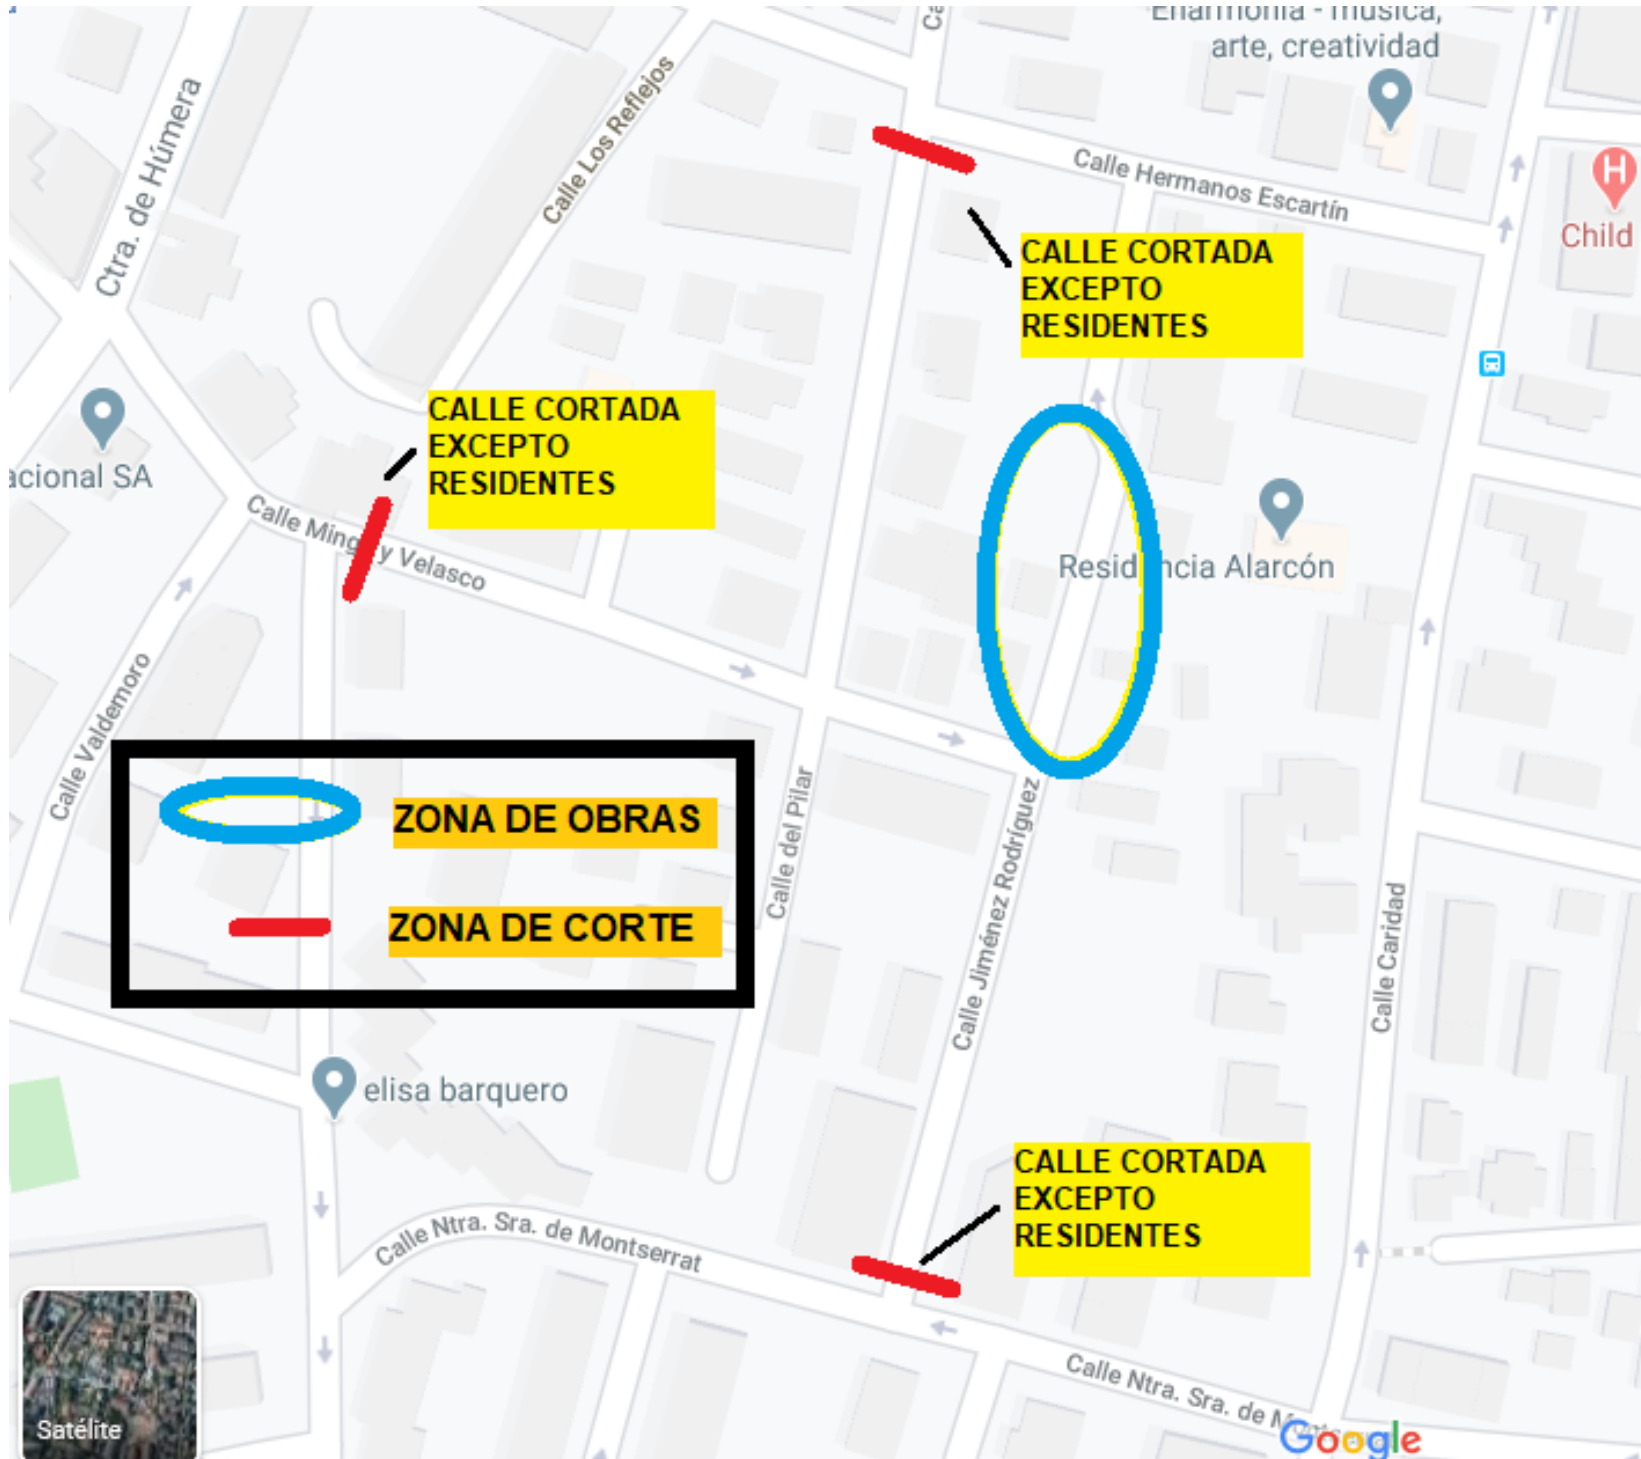 Enarmonía - música,
arte, creatividad
Ctra. de Húmera
Calle Los Reflejos
Calle Hermanos Escartín
Child
CALLE CORTADA
EXCEPTO
RESIDENTES
CALLE CORTADA
EXCEPTO
RESIDENTES
acional SA
Calle Mingo y Velasco
Residencia Alarcón
Calle Valdemoro
ZONA DE OBRAS
ZONA DE CORTE
Calle del Pilar
Calle Jiménez Rodríguez
Calle Caridad
elisa barquero
CALLE CORTADA
EXCEPTO
RESIDENTES
Calle Ntra. Sra. de Montserrat
Calle Ntra. Sra. de
Satélite
Google